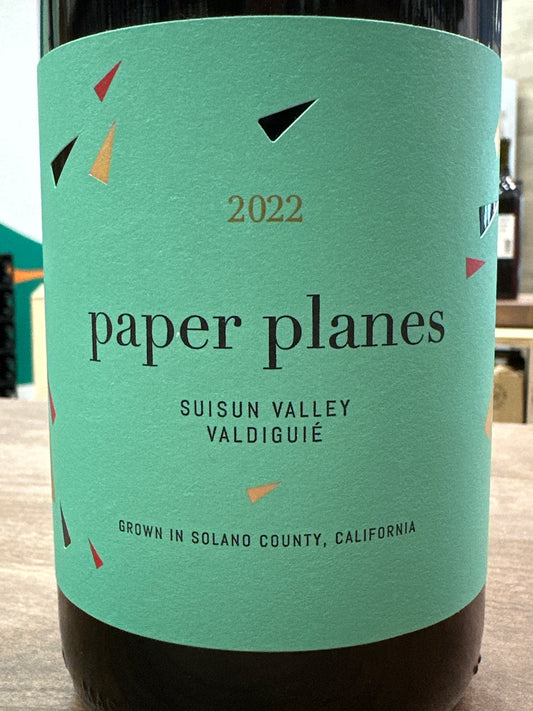 2022
paper planes
SUISUN VALLEY
VALDIGUIÉ
GROWN IN SOLANO COUNTY, CALIFORNIA